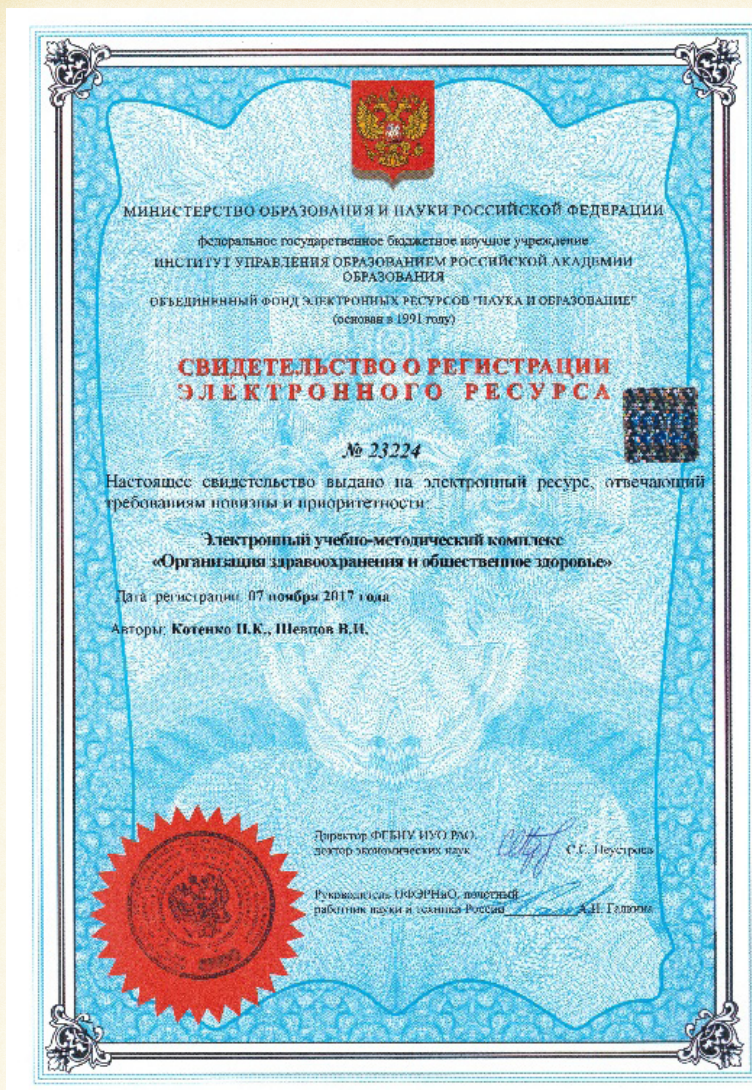 МИНИСТЕРСТВО ОБРАЗОВАНИЯ И НАУКИ РОССИЙСКОЙ ФЕДЕРАЦИИ
федеральное государственное бюджетное научное учреждение
ИНСТИТУТ УПРАВЛЕНИЯ ОБРАЗОВАНИЕМ РОССИЙСКОЙ АКАДЕМИИ
ОБРАЗОВАНИЯ
ОБЪЕДИНЕННЫЙ ФОНД ЭЛЕКТРОННЫХ РЕСУРСОВ "НАУКА И ОБРАЗОВАНИЕ"
(основан в 1991 году)
СВИДЕТЕЛЬСТВО О РЕГИСТРАЦИИ
ЭЛЕКТРОННОГО РЕСУРСА
№ 23224
Настоящее свидетельство выдано на электронный ресурс, отвечающий
требованиям новизны и приоритетности:
Электронный учебно-методический комплекс
«Организация здравоохранения и общественное здоровье»
Дата регистрации: 07 ноября 2017 года
Авторы: Котенко П.К., Шевцов В.И.
Директор ФГБНУ ИУО РАО,
доктор экономических наук С.С. Неустроев
Руководитель ОФЭРНиО, почетный
работник науки и техники России А.И. Галкина